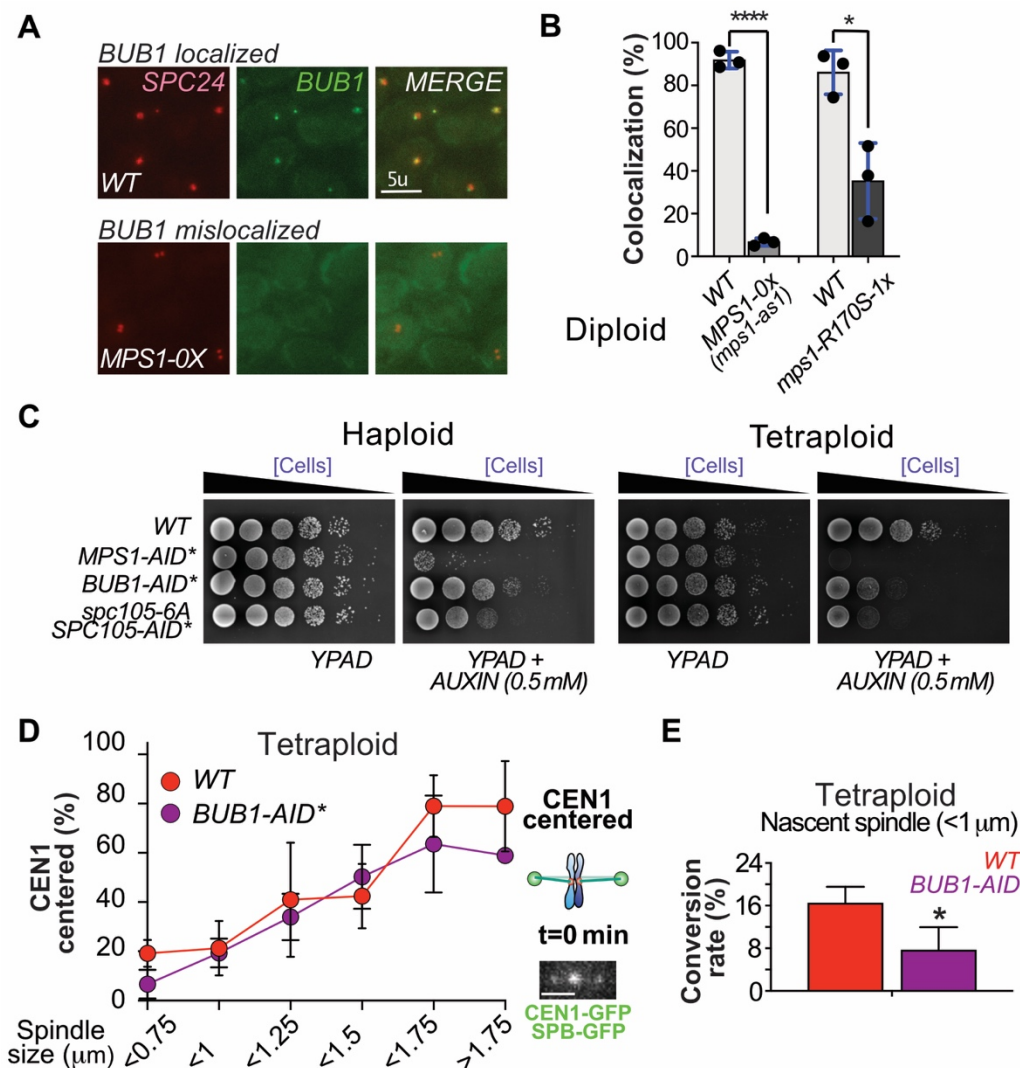 A
BUB1 localized
SPC24
BUB1
MERGE
WT
5u
BUB1 mislocalized
MPS1-0X
B
Colocalization (%)
100
80
60
40
20
0
****
*
WT
MPS1-0x
(mps1-as1)
WT
mps1-R170S-1x
Diploid
C
Haploid
Tetraploid
[Cells]
[Cells]
[Cells]
[Cells]
WT
MPS1-AID*
BUB1-AID*
spc105-6A
SPC105-AID*
YPAD
YPAD +
AUXIN (0.5 mM)
YPAD
YPAD +
AUXIN (0.5 mM)
D
Tetraploid
CEN1
centered (%)
100
80
60
40
20
0
WT
BUB1-AID*
Spindle
size (μm)
<0.75
<1
<1.25
<1.5
<1.75
>1.75
CEN1
centered
t=0 min
CEN1-GFP
SPB-GFP
E
Tetraploid
Nascent spindle (<1 μm)
WT
BUB1-AID
Conversion
rate (%)
24
16
8
0
*